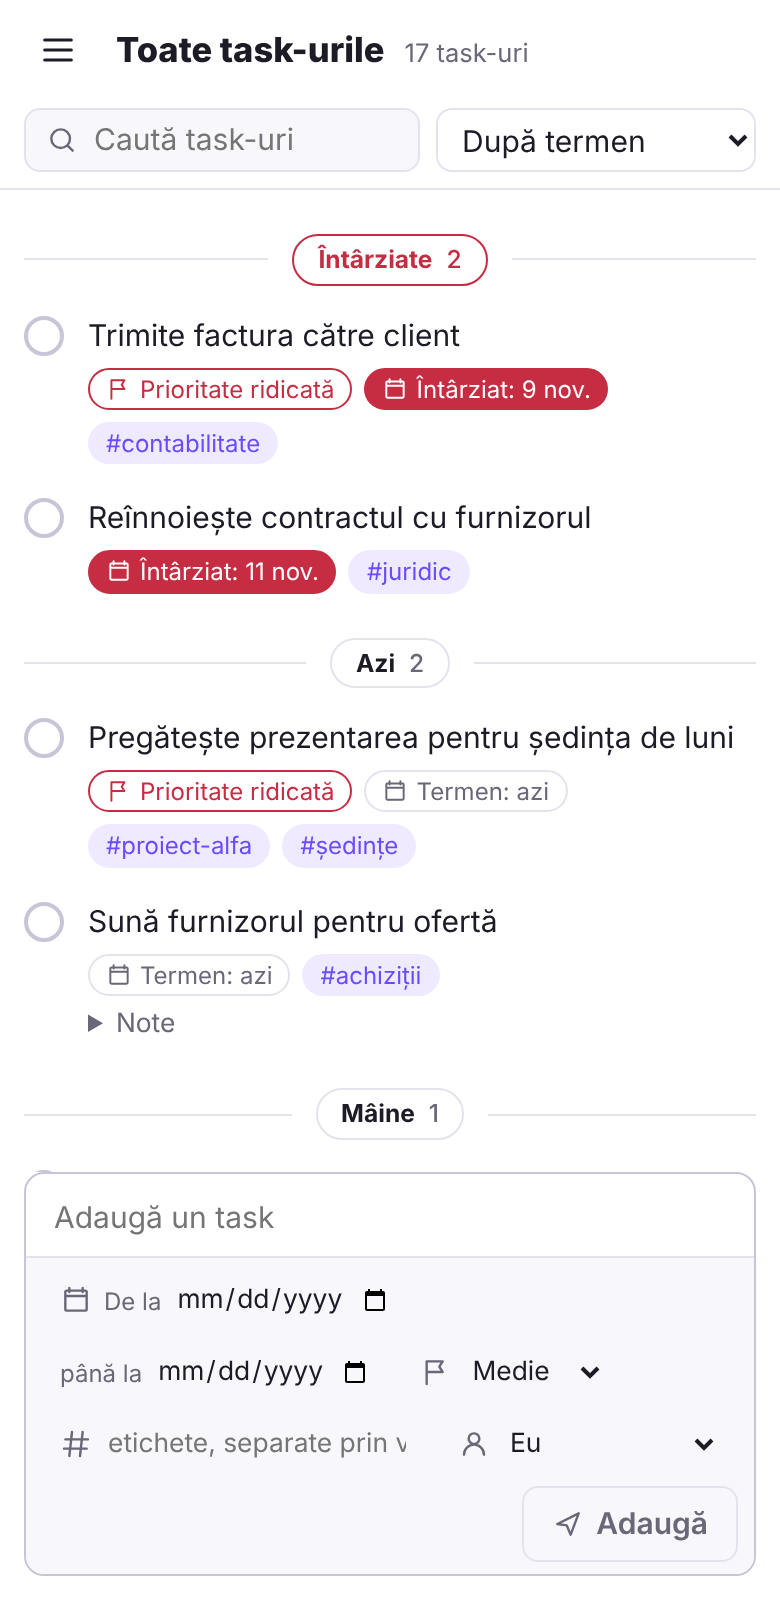 Toate task-urile 17 task-uri
Caută task-uri După termen
Întârziate 2
Trimite factura către client
Prioritate ridicată Întârziat: 9 nov.
#contabilitate
Reînnoiește contractul cu furnizorul
Întârziat: 11 nov. #juridic
Azi 2
Pregătește prezentarea pentru ședința de luni
Prioritate ridicată Termen: azi
#proiect-alfa #ședințe
Sună furnizorul pentru ofertă
Termen: azi #achiziții
Note
Mâine 1
Adaugă un task
De la mm/dd/yyyy
până la mm/dd/yyyy Medie
etichete, separate prin Eu
Adaugă